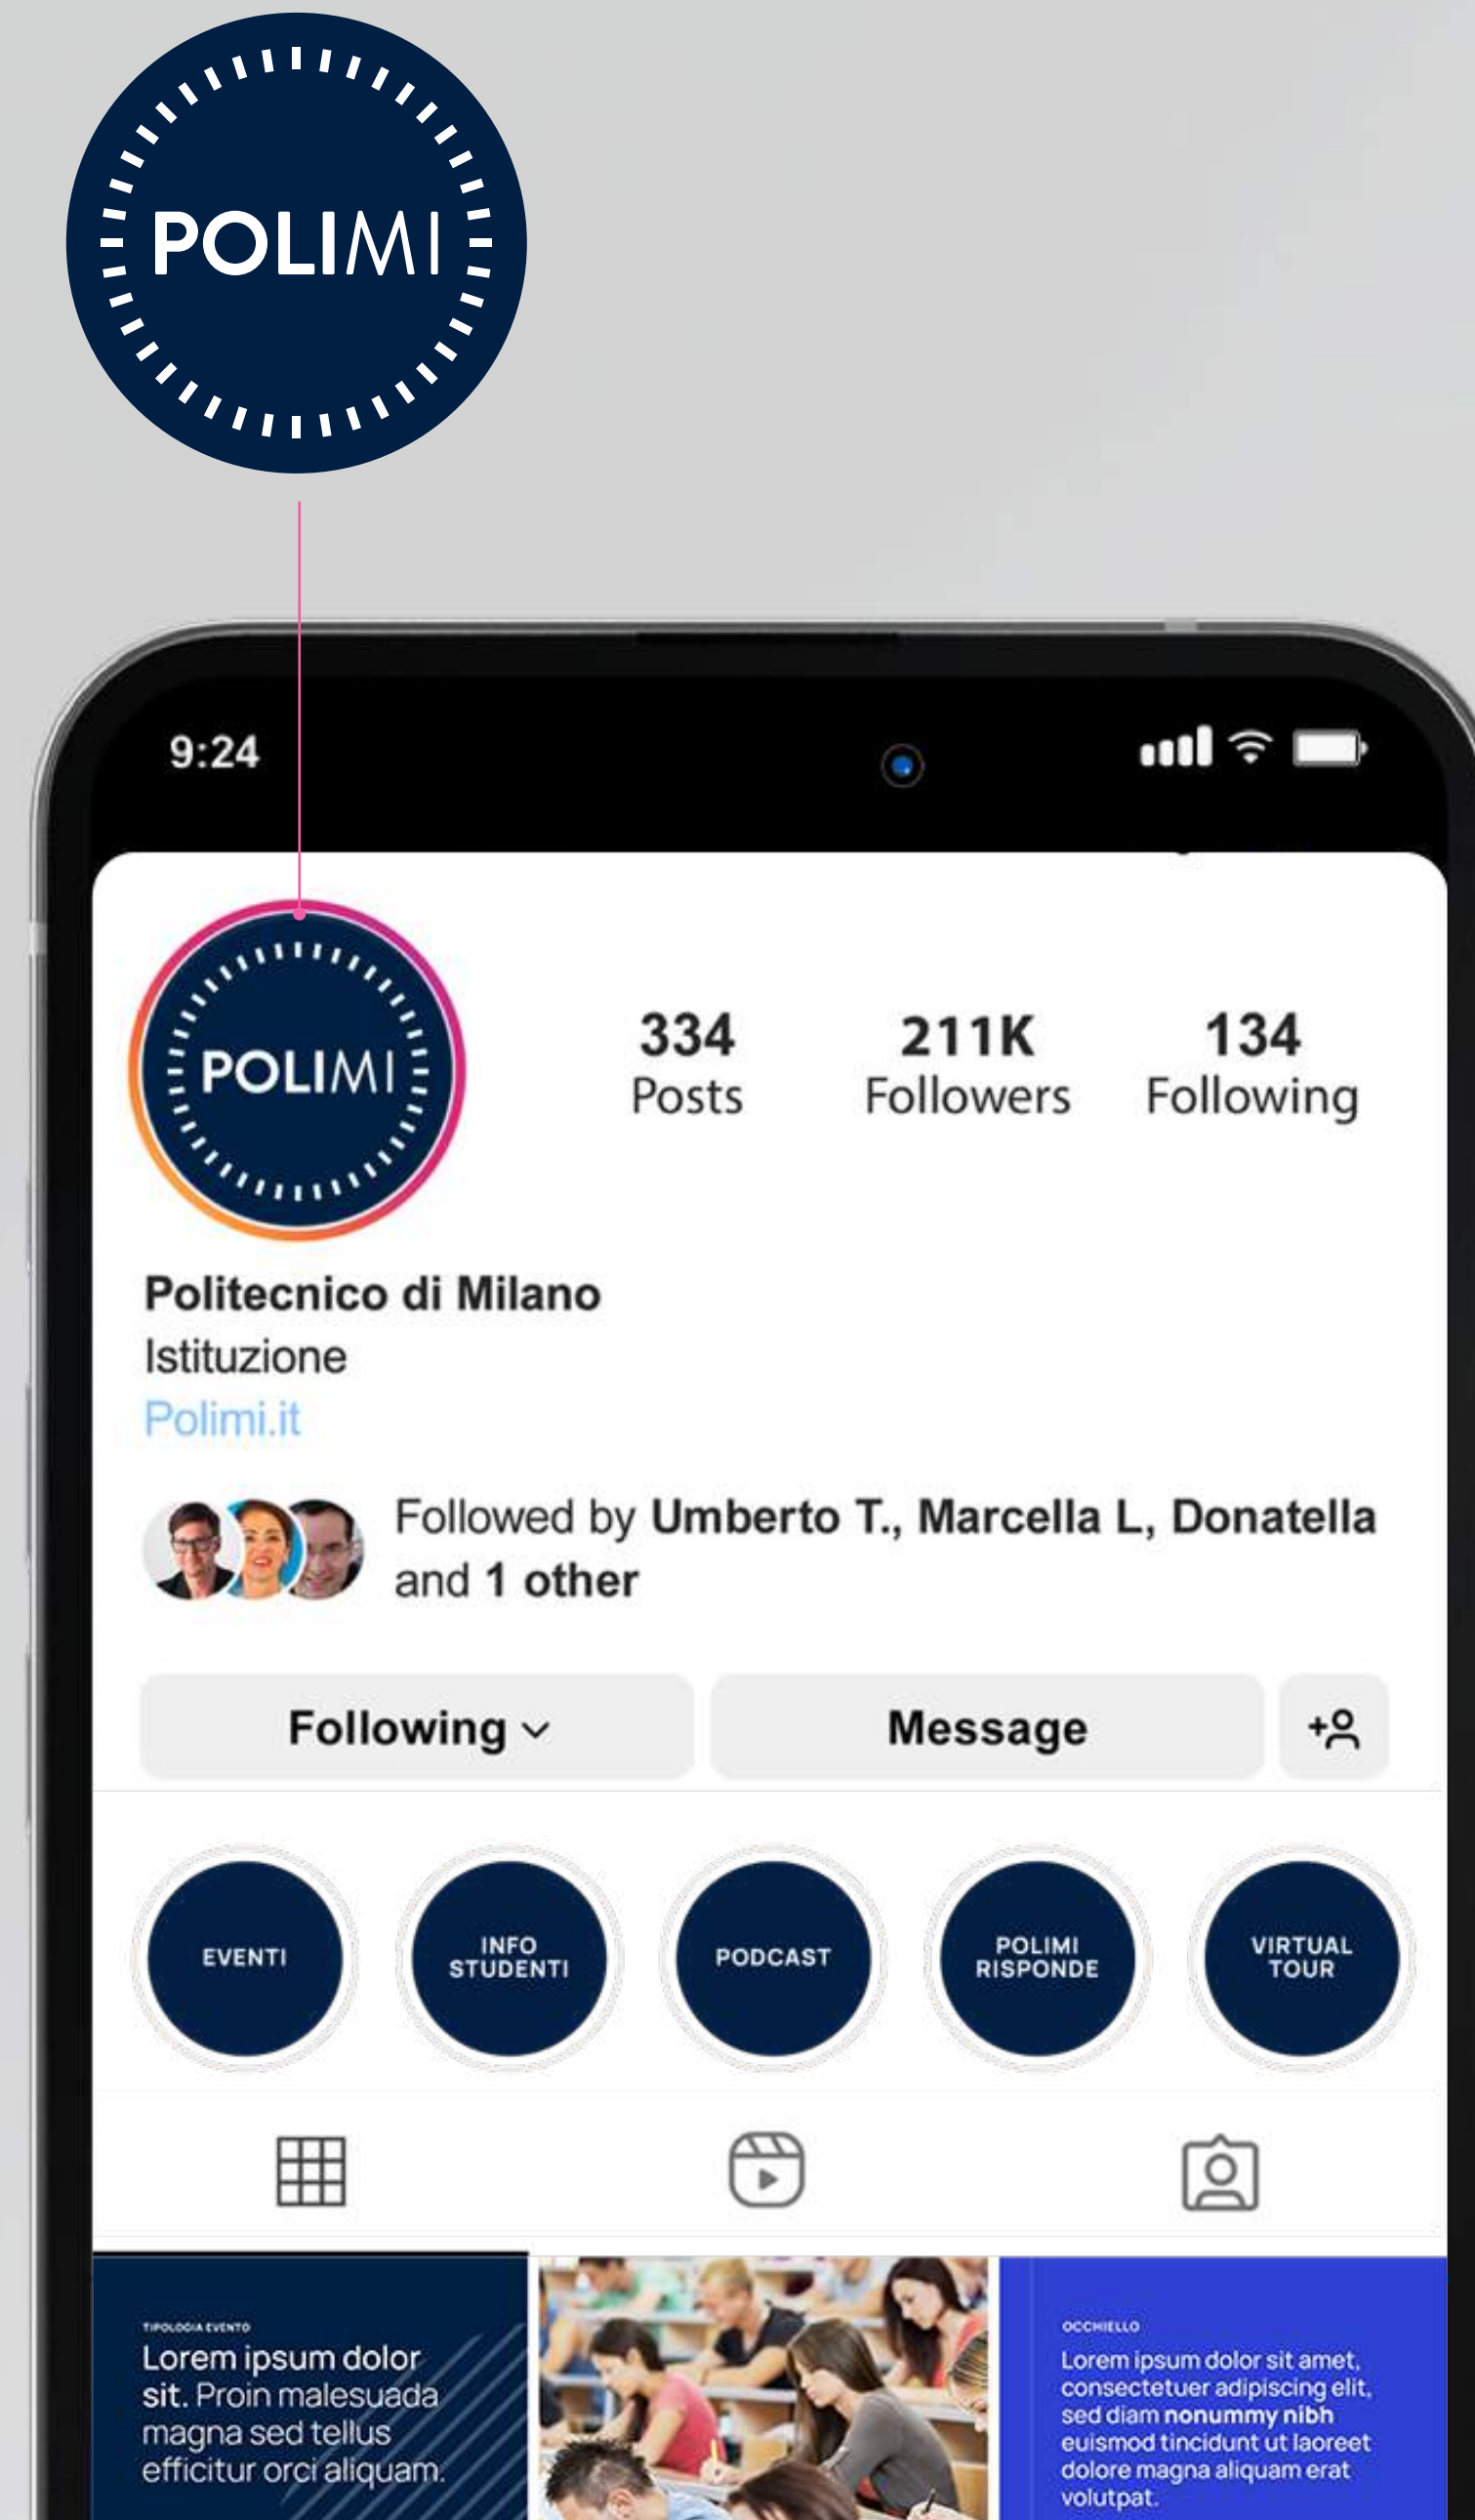 POLIMI
9:24
POLIMI
334
Posts
211K
Followers
134
Following
Politecnico di Milano
Istituzione
Polimi.it
Followed by Umberto T., Marcella L, Donatella
and 1 other
Following
Message
EVENTI
INFO
STUDENTI
PODCAST
POLIMI
RISPONDE
VIRTUAL
TOUR
TIPOLOGIA EVENTO
Lorem ipsum dolor
sit. Proin malesuada
magna sed tellus
efficitur orci aliquam.
OCCHIELLO
Lorem ipsum dolor sit amet,
consectetuer adipiscing elit,
sed diam nonummy nibh
euismod tincidunt ut laoreet
dolore magna aliquam erat
volutpat.